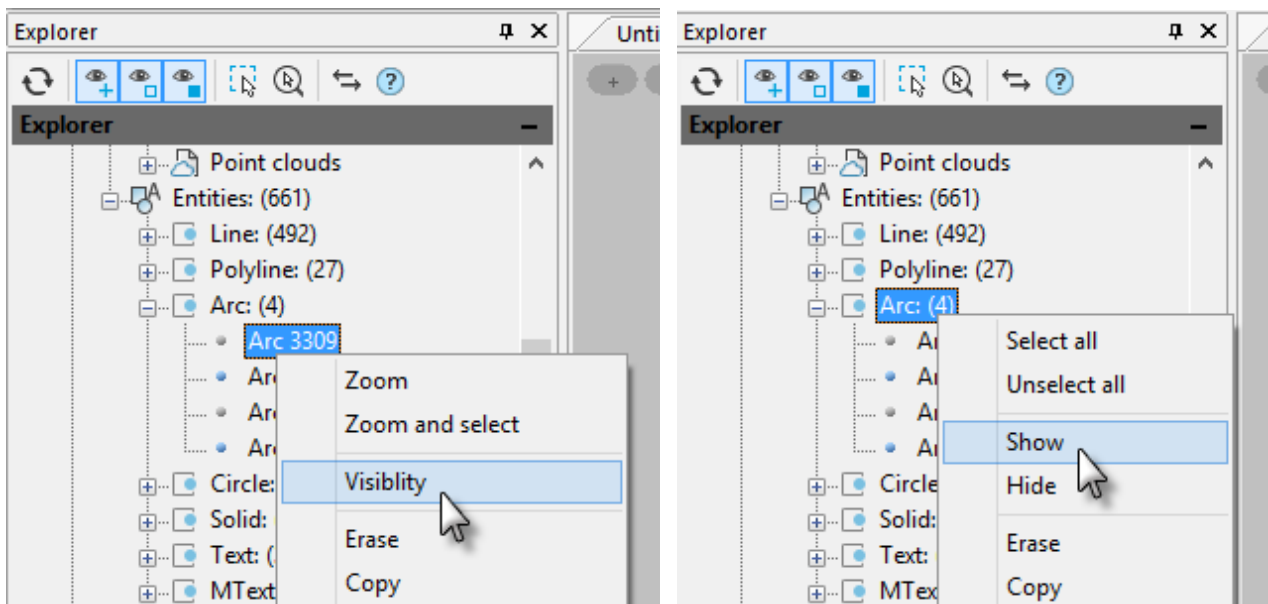 Explorer
Unti
?
Explorer
Point clouds
Entities: (661)
Line: (492)
Polyline: (27)
Arc: (4)
Arc 3309
Zoom
Zoom and select
Visiblity
Circle:
Solid:
Erase
Text: (
Copy
MText
Explorer
?
Explorer
Point clouds
Entities: (661)
Line: (492)
Polyline: (27)
Arc: (4)
Select all
Unselect all
Show
Circle
Hide
Solid:
Erase
Text:
Copy
MTex